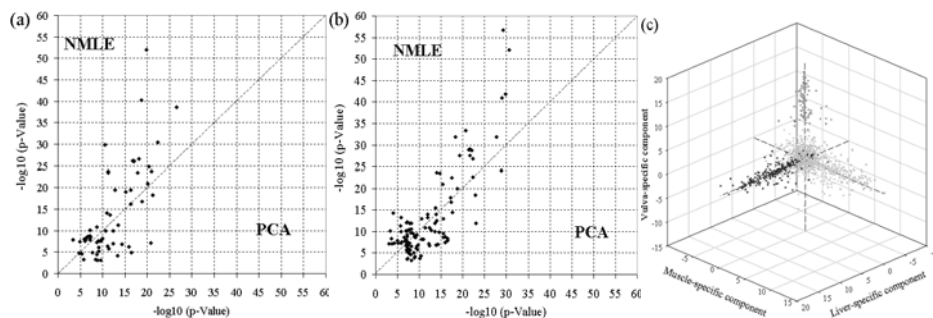 (a)
60
55
50
45
40
35
30
25
20
15
10
5
0
-log10 (p-Value)
NMLE
PCA
0 5 10 15 20 25 30 35 40 45 50 55 60
-log10 (p-Value)
(b)
60
55
50
45
40
35
30
25
20
15
10
5
0
-log10 (p-Value)
NMLE
PCA
0 5 10 15 20 25 30 35 40 45 50 55 60
-log10 (p-Value)
(c)
20
15
10
5
0
-5
-10
-15
Vulva-specific component
-5 0 5 10 15
Muscle-specific component
20 15 10 5 0 -5
Liver-specific component